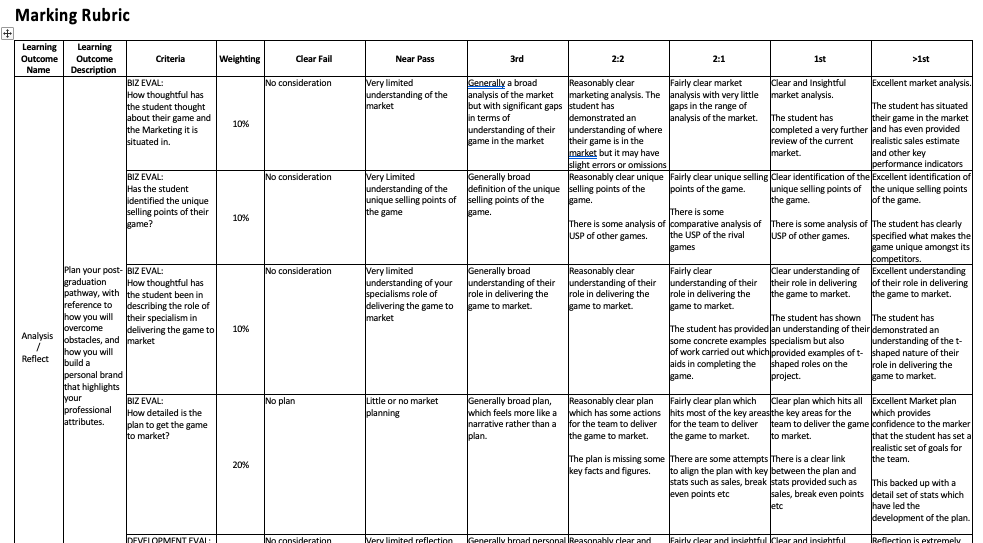 Marking Rubric
Learning
Outcome
Name
Learning
Outcome
Description
Criteria
Weighting
Clear Fail
Near Pass
3rd
2:2
2:1
1st
>1st
Analysis
/
Reflect
Plan your post-
graduation
pathway, with
reference to
how you will
overcome
obstacles, and
how you will
build a
personal brand
that highlights
your
professional
attributes.
BIZ EVAL:
How thoughtful has
the student thought
about their game and
the Marketing it is
situated in.
10%
No consideration
Very limited
understanding of the
market
Generally a broad
analysis of the market
but with significant gaps
in terms of
understanding of their
game in the market
Reasonably clear
marketing analysis. The
student has
demonstrated an
understanding of where
their game is in the
market but it may have
slight errors or omissions
Fairly clear market
analysis with very little
gaps in the range of
analysis of the market.
Clear and Insightful
market analysis.
The student has
completed a very further
review of the current
market.
Excellent market analysis.
The student has situated
their game in the market
and has even provided
realistic sales estimate
and other key
performance indicators
BIZ EVAL:
Has the student
identified the unique
selling points of their
game?
10%
No consideration
Very Limited
understanding of the
unique selling points of
the game
Generally broad
definition of the unique
selling points of the
game.
Reasonably clear unique
selling points of the
game.
There is some analysis of
USP of other games.
Fairly clear unique selling
points of the game.
There is some
comparative analysis of
the USP of the rival
games
Clear identification of the
unique selling points of
the game.
There is some analysis of
USP of other games.
Excellent identification of
the unique selling points
of the game.
The student has clearly
specified what makes the
game unique amongst its
competitors.
BIZ EVAL:
How thoughtful has
the student been in
describing the role of
their specialism in
delivering the game to
market
10%
No consideration
Very limited
understanding of your
specialisms role of
delivering the game to
market
Generally broad
understanding of their
role in delivering the
game to market.
Reasonably clear
understanding of their
role in delivering the
game to market.
Fairly clear
understanding of their
role in delivering the
game to market.
The student has provided
some concrete examples
of work carried out which
aids in completing the
game.
Clear understanding of
their role in delivering
the game to market.
The student has shown
an understanding of their
specialism but also
provided examples of t-
shaped roles on the
project.
Excellent understanding
of their role in delivering
the game to market.
The student has
demonstrated an
understanding of the t-
shaped nature of their
role in delivering the
game to market.
BIZ EVAL:
How detailed is the
plan to get the game
to market?
20%
No plan
Little or no market
planning
Generally broad plan,
which feels more like a
narrative rather than a
plan.
Reasonably clear plan
which has some actions
for the team to deliver
the game to market.
The plan is missing some
key facts and figures.
Fairly clear plan which
hits most of the key areas
for the team to deliver
the game to market.
There are some attempts
to align the plan with key
stats such as sales, break
even points etc
Clear plan which hits all
the key areas for the
team to deliver the game
to market.
There is a clear link
between the plan and
stats provided such as
sales, break even points
etc
Excellent Market plan
which provides
confidence to the marker
that the student has set a
realistic set of goals for
the team.
This backed up with a
detail set of stats which
have led the
development of the plan.
DEVELOPMENT EVAL:
No consideration
Very limited reflection
Generally broad personal
Reasonably clear and
Fairly clear and insightful
Clear and insightful
Reflection is extremely